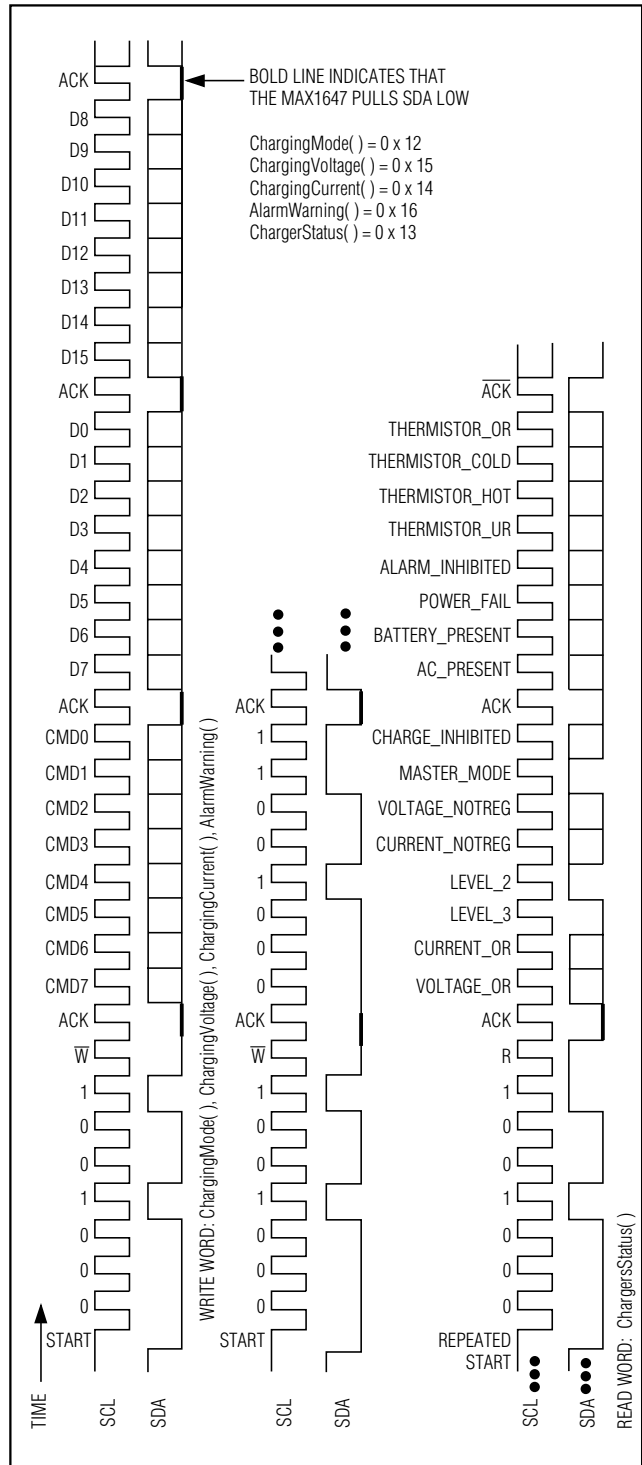 BOLD LINE INDICATES THAT
THE MAX1647 PULLS SDA LOW
ChargingMode( ) = 0 x 12
ChargingVoltage( ) = 0 x 15
ChargingCurrent( ) = 0 x 14
AlarmWarning( ) = 0 x 16
ChargerStatus( ) = 0 x 13
ACK
D8
D9
D10
D11
D12
D13
D14
D15
ACK
D0
D1
D2
D3
D4
D5
D6
D7
ACK
CMD0
CMD1
CMD2
CMD3
CMD4
CMD5
CMD6
CMD7
ACK
W̅
1
0
0
1
0
0
0
START
TIME
SCL
SDA
WRITE WORD: ChargingMode( ), ChargingVoltage( ), ChargingCurrent( ), AlarmWarning( )
ACK
1
1
0
0
1
0
0
0
ACK
W̅
1
0
0
1
0
0
0
START
SCL
SDA
A̅C̅K̅
THERMISTOR_OR
THERMISTOR_COLD
THERMISTOR_HOT
THERMISTOR_UR
ALARM_INHIBITED
POWER_FAIL
BATTERY_PRESENT
AC_PRESENT
ACK
CHARGE_INHIBITED
MASTER_MODE
VOLTAGE_NOTREG
CURRENT_NOTREG
LEVEL_2
LEVEL_3
CURRENT_OR
VOLTAGE_OR
ACK
R
1
0
0
1
0
0
0
REPEATED
START
SCL
SDA
READ WORD: ChargersStatus( )